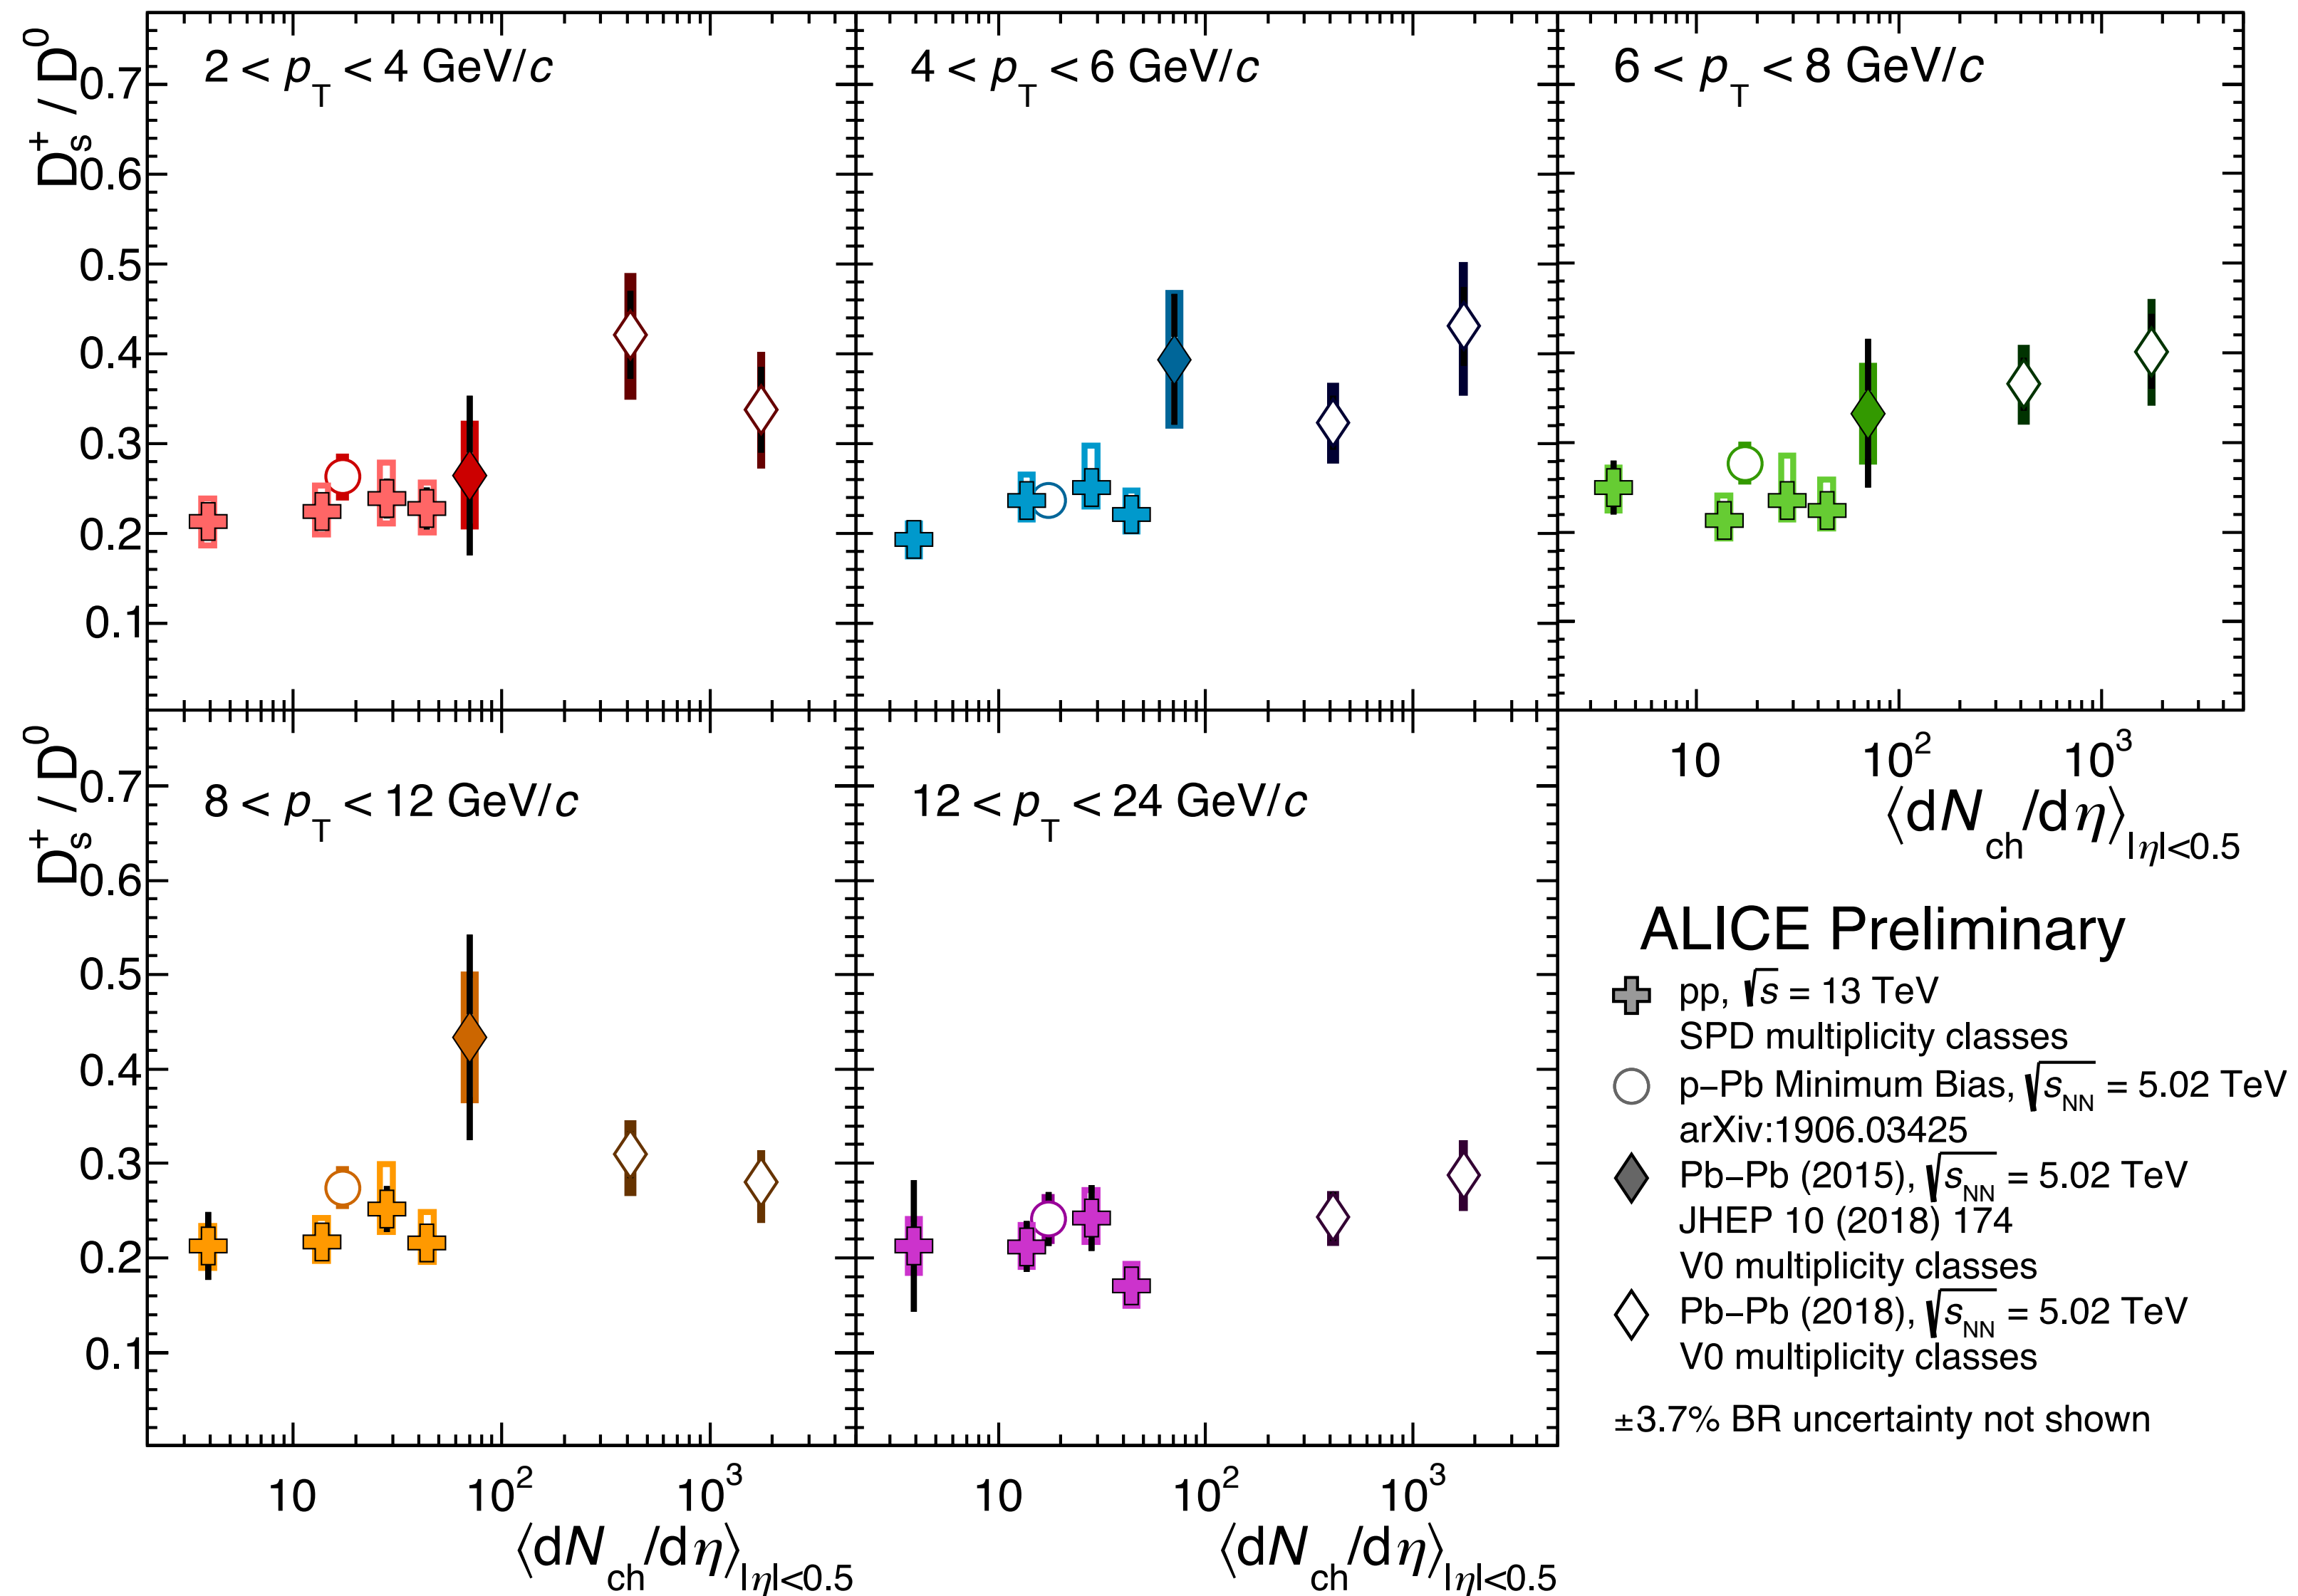 D_s^+ / D^0
2 < p_T < 4 GeV/c
4 < p_T < 6 GeV/c
6 < p_T < 8 GeV/c
0.7
0.6
0.5
0.4
0.3
0.2
0.1
10 10^2 10^3
⟨dN_ch/dη⟩_|η|<0.5
D_s^+ / D^0
8 < p_T < 12 GeV/c
12 < p_T < 24 GeV/c
0.7
0.6
0.5
0.4
0.3
0.2
0.1
10 10^2 10^3
⟨dN_ch/dη⟩_|η|<0.5
10 10^2 10^3
⟨dN_ch/dη⟩_|η|<0.5
ALICE Preliminary
pp, √s = 13 TeV
SPD multiplicity classes
p–Pb Minimum Bias, √s_NN = 5.02 TeV
arXiv:1906.03425
Pb–Pb (2015), √s_NN = 5.02 TeV
JHEP 10 (2018) 174
V0 multiplicity classes
Pb–Pb (2018), √s_NN = 5.02 TeV
V0 multiplicity classes
±3.7% BR uncertainty not shown